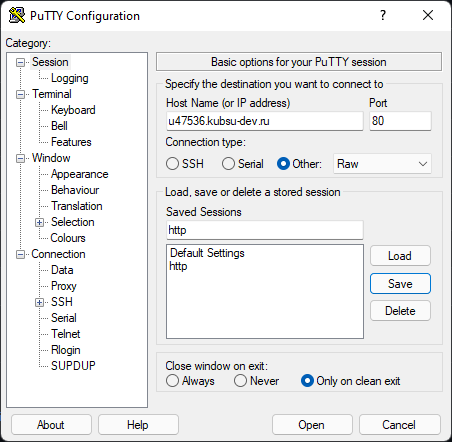 PuTTY Configuration
?
Category:
Session
Logging
Terminal
Keyboard
Bell
Features
Window
Appearance
Behaviour
Translation
Selection
Colours
Connection
Data
Proxy
SSH
Serial
Telnet
Rlogin
SUPDUP
Basic options for your PuTTY session
Specify the destination you want to connect to
Host Name (or IP address) Port
u47536.kubsu-dev.ru 80
Connection type:
SSH Serial Other: Raw
Load, save or delete a stored session
Saved Sessions
http
Default Settings
http
Load
Save
Delete
Close window on exit:
Always Never Only on clean exit
About Help Open Cancel